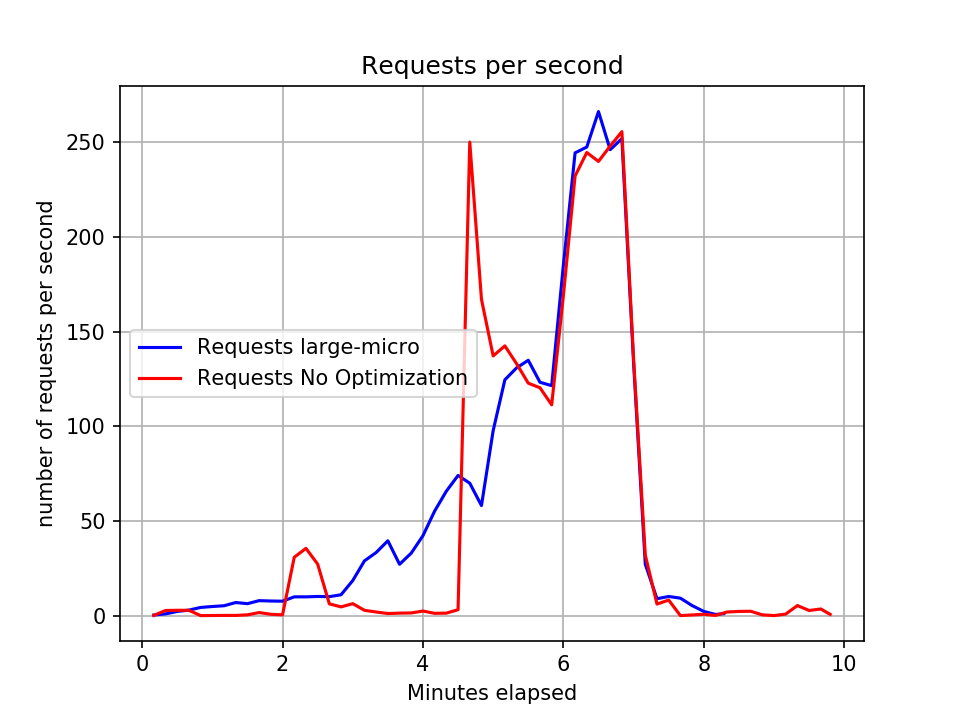 Requests per second
number of requests per second
250
200
150
100
50
0
Requests large-micro
Requests No Optimization
0 2 4 6 8 10
Minutes elapsed